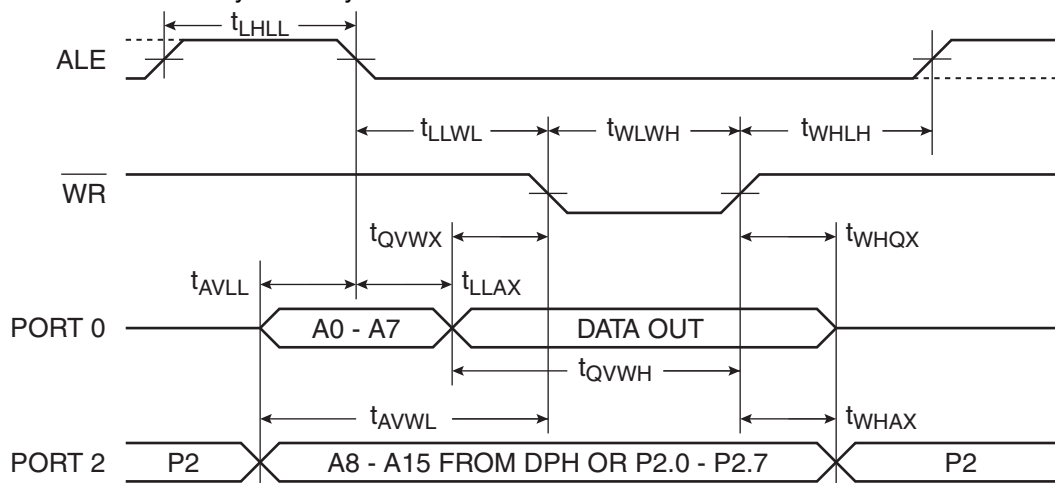 tLHLL
ALE
tLLWL tWLWH tWHLH
WR
tQVWX tWHQX
tAVLL tLLAX
PORT 0 A0 - A7 DATA OUT
tQVWH
tAVWL tWHAX
PORT 2 P2 A8 - A15 FROM DPH OR P2.0 - P2.7 P2